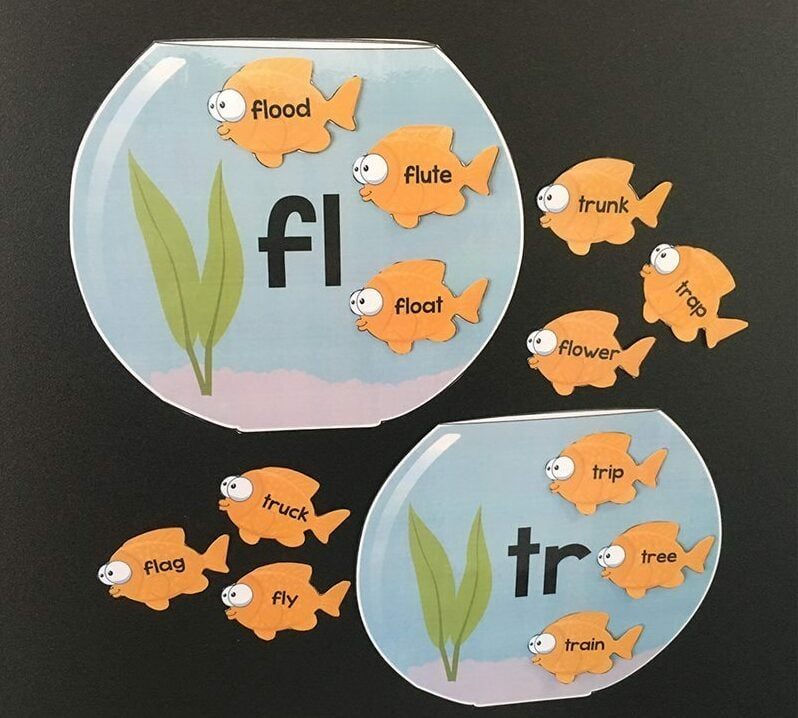 flood
flute
fl
float
trunk
trap
flower
trip
tr
tree
train
truck
flag
fly